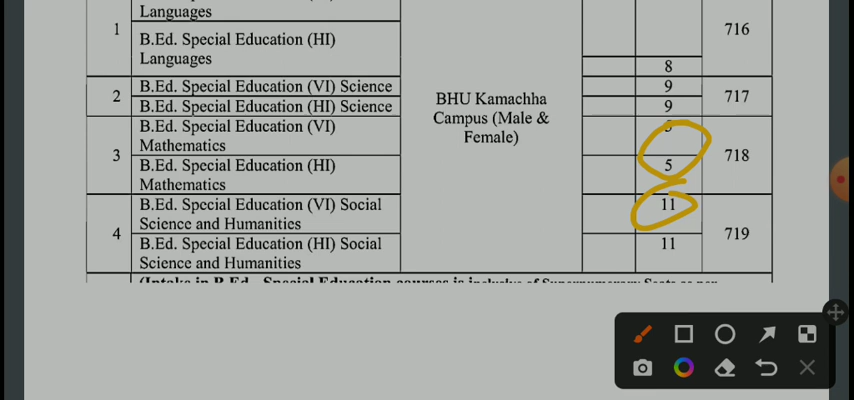 Languages
1
B.Ed. Special Education (HI)
Languages
8
716
2
B.Ed. Special Education (VI) Science
9
B.Ed. Special Education (HI) Science
9
717
BHU Kamachha
Campus (Male &
Female)
3
B.Ed. Special Education (VI)
Mathematics
B.Ed. Special Education (HI)
Mathematics
5
718
4
B.Ed. Special Education (VI) Social
Science and Humanities
11
B.Ed. Special Education (HI) Social
Science and Humanities
11
719